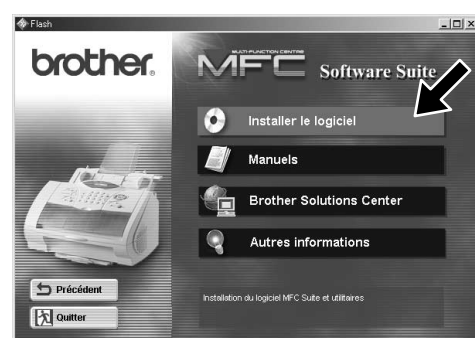 Flash
brother.
MULTI-FUNCTION CENTRE
MFC Software Suite
Installer le logiciel
Manuels
Brother Solutions Center
Autres informations
Précédent
Quitter
Installation du logiciel MFC Suite et utilitaires